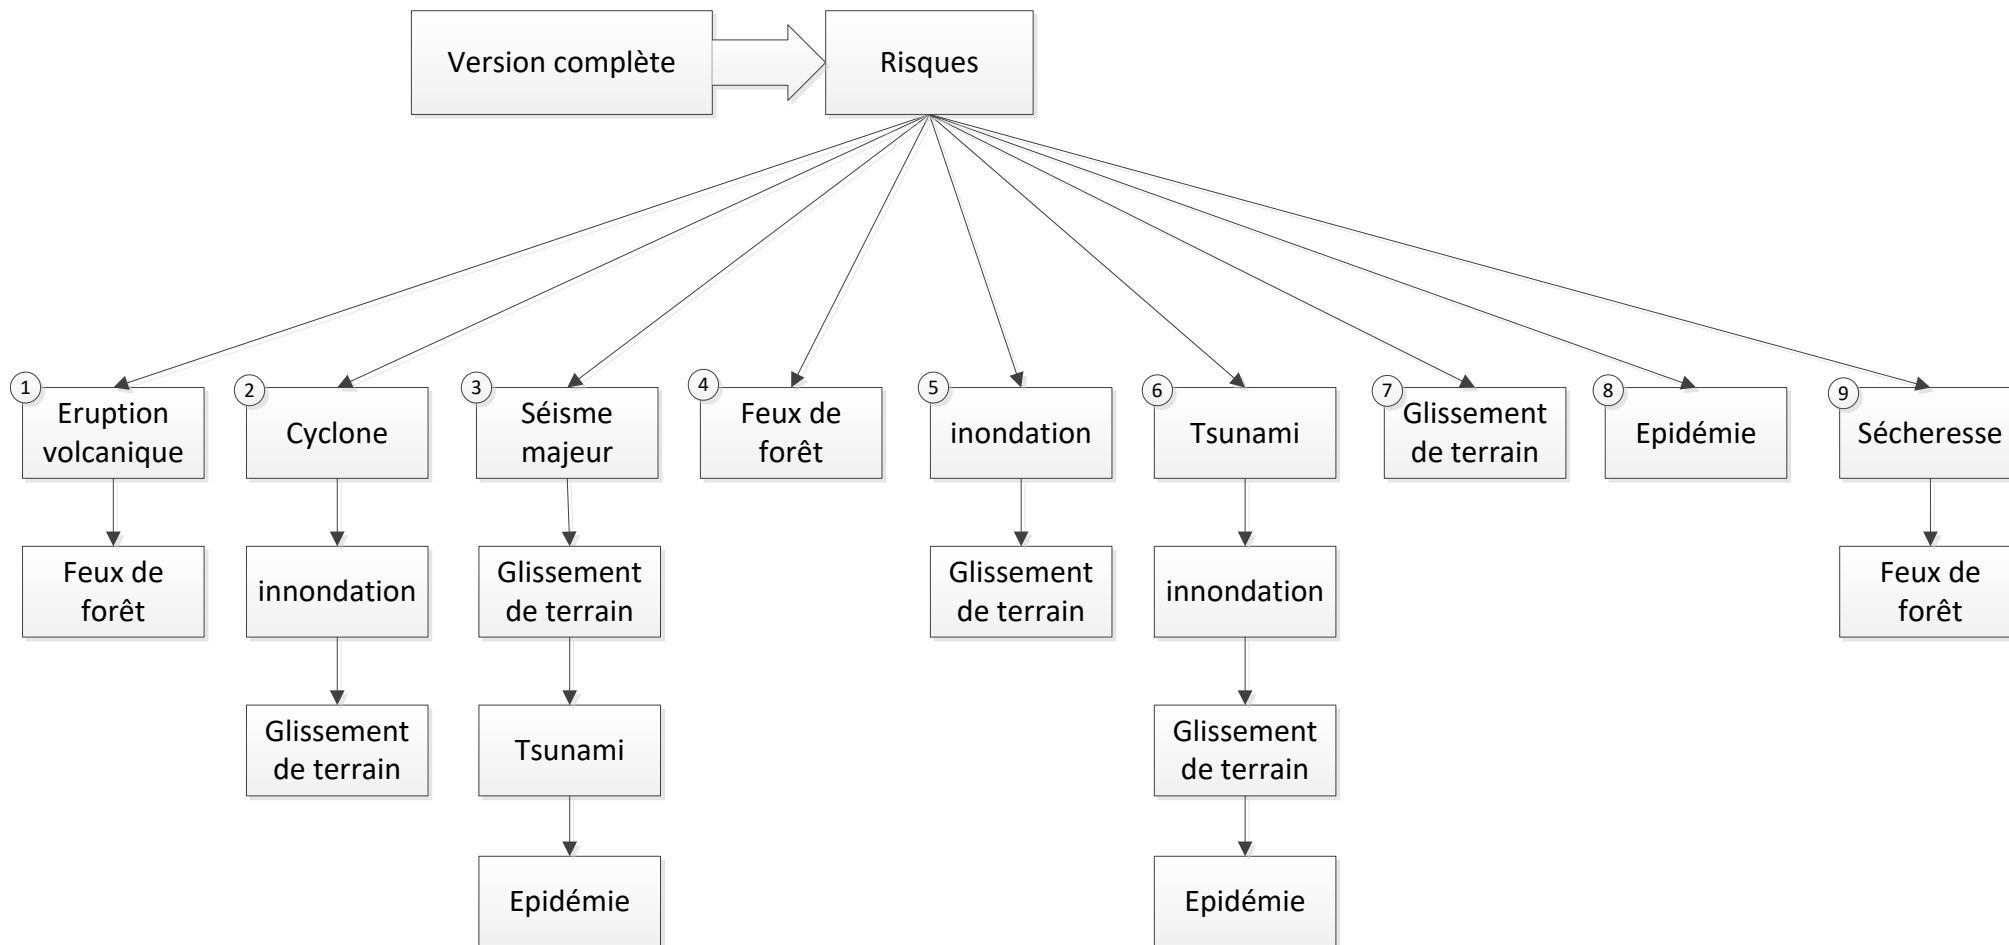 Version complète
Risques
1
Eruption
volcanique
2
Cyclone
3
Séisme
majeur
4
Feux de
forêt
5
inondation
6
Tsunami
7
Glissement
de terrain
8
Epidémie
9
Sécheresse
Feux de
forêt
innondation
Glissement
de terrain
Glissement
de terrain
innondation
Feux de
forêt
Glissement
de terrain
Tsunami
Glissement
de terrain
Epidémie
Epidémie